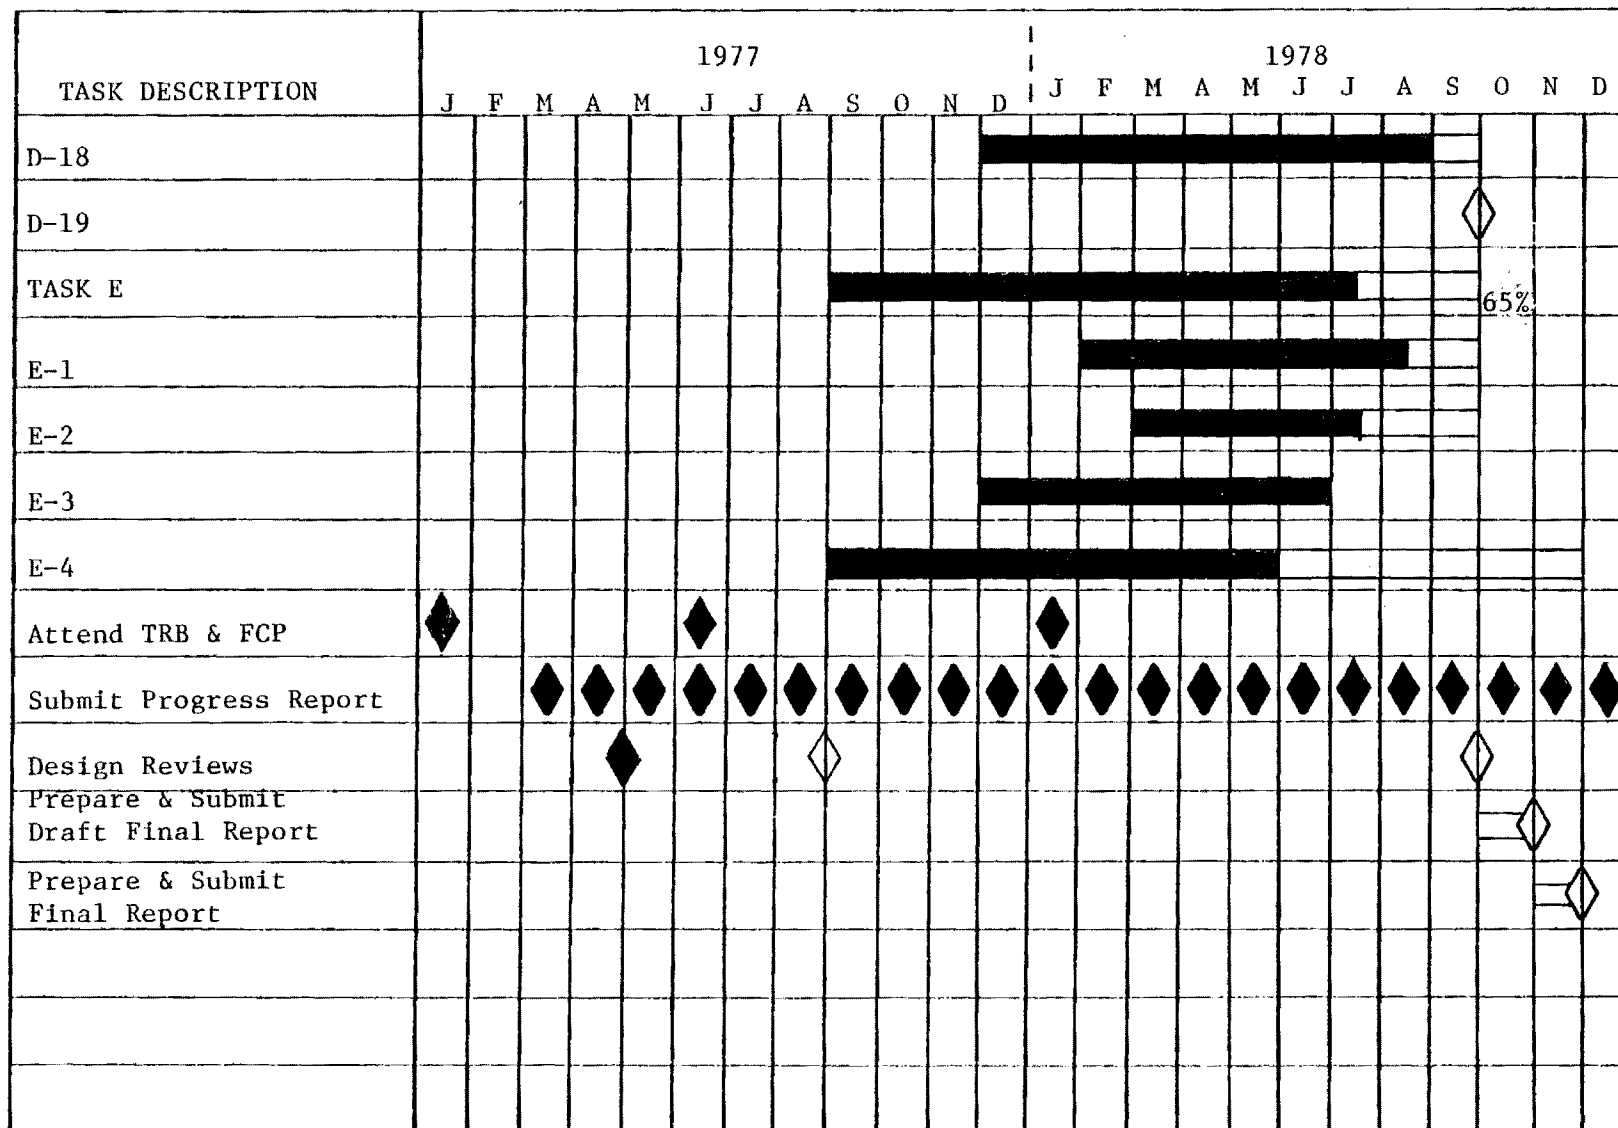 1977 1978
TASK DESCRIPTION
J F M A M J J A S O N D J F M A M J J A S O N D
D-18
D-19
TASK E
65%
E-1
E-2
E-3
E-4
Attend TRB & FCP
Submit Progress Report
Design Reviews
Prepare & Submit
Draft Final Report
Prepare & Submit
Final Report